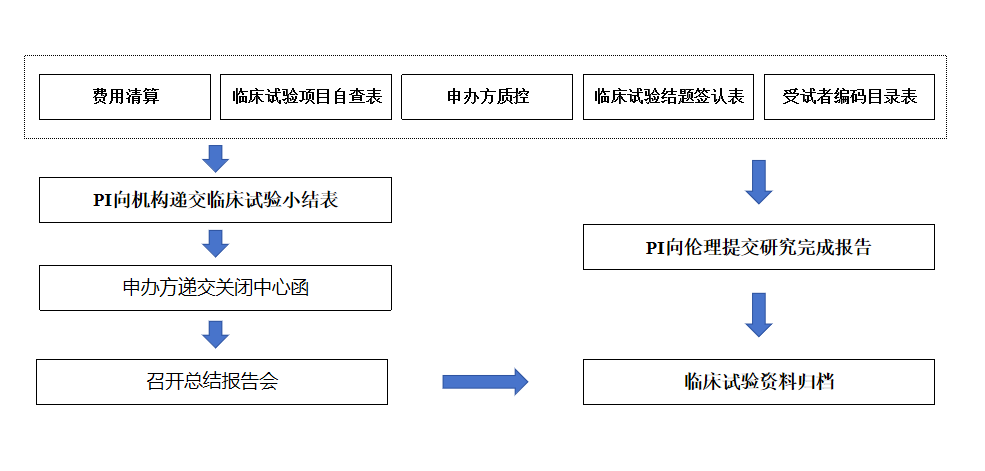 费用清算
临床试验项目自查表
申办方质控
临床试验结题签认表
受试者编码目录表
PI向机构递交临床试验小结表
PI向伦理提交研究完成报告
申办方递交关闭中心函
召开总结报告会
临床试验资料归档